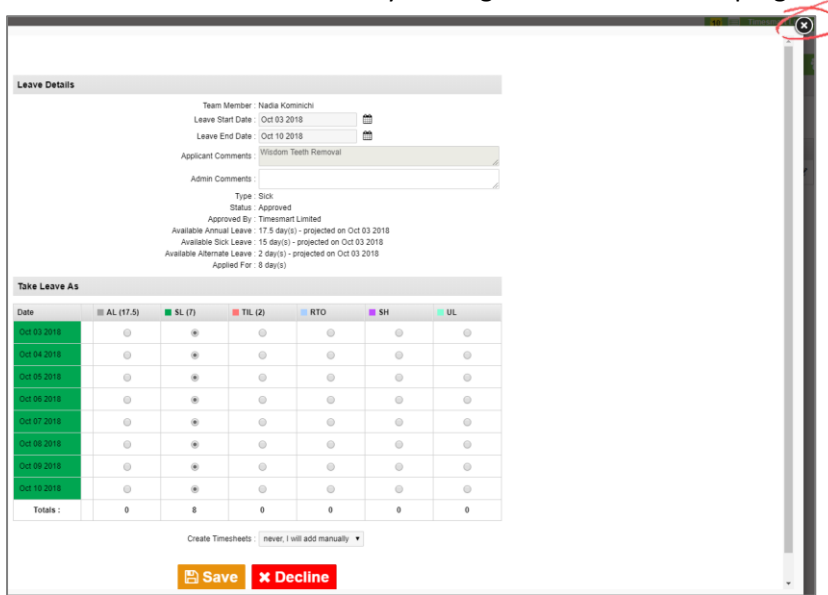 10
Leave Details
Team Member : Nadia Kominichi
Leave Start Date : Oct 03 2018
Leave End Date : Oct 10 2018
Applicant Comments : Wisdom Teeth Removal
Admin Comments :
Type : Sick
Status : Approved
Approved By : Timesmart Limited
Available Annual Leave : 17.5 day(s) - projected on Oct 03 2018
Available Sick Leave : 15 day(s) - projected on Oct 03 2018
Available Alternate Leave : 2 day(s) - projected on Oct 03 2018
Applied For : 8 day(s)
Take Leave As
Date AL (17.5) SL (7) TIL (2) RTO SH UL
Oct 03 2018
Oct 04 2018
Oct 05 2018
Oct 06 2018
Oct 07 2018
Oct 08 2018
Oct 09 2018
Oct 10 2018
Totals : 0 8 0 0 0 0
Create Timesheets : never, I will add manually
Save Decline